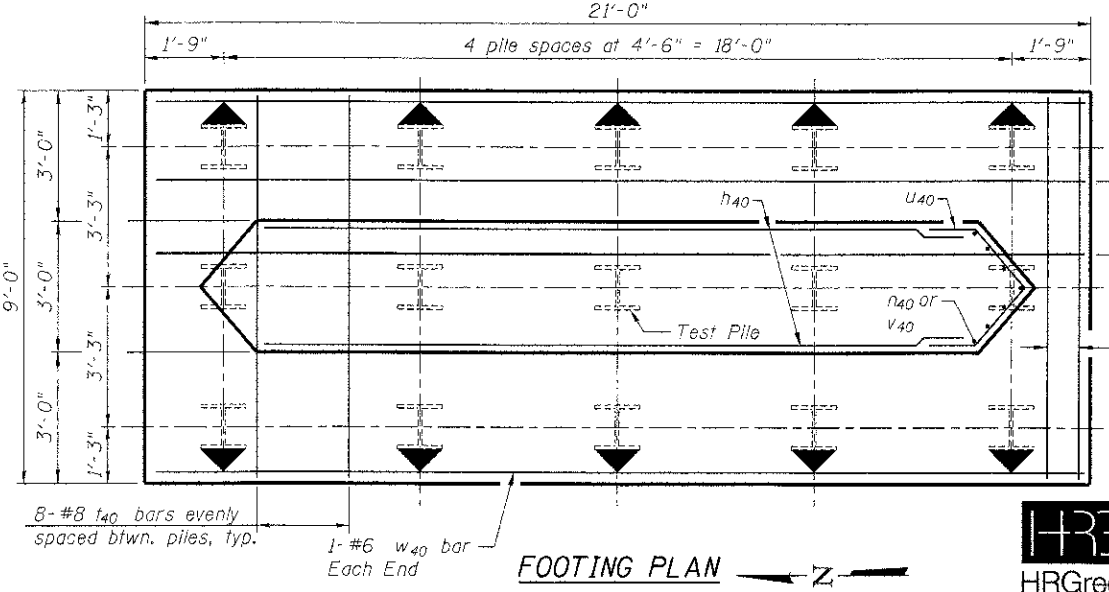 21'-0"
1'-9"
4 pile spaces at 4'-6" = 18'-0"
1'-9"
9'-0"
3'-0"
3'-0"
3'-0"
1'-3"
3'-3"
3'-3"
1'-3"
h40
u40
n40 or
v40
Test Pile
8- #8 t40 bars evenly
spaced btwn. piles, typ.
1- #6 w40 bar
Each End
FOOTING PLAN
N
HRGree